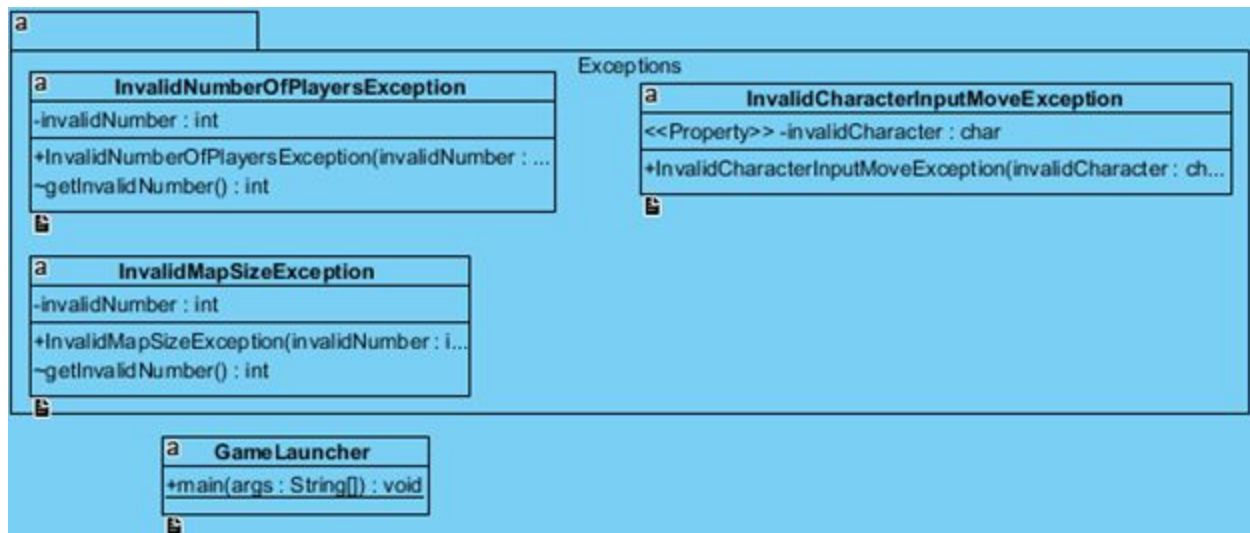 a
Exceptions
a InvalidNumberOfPlayersException
-invalidNumber : int
+InvalidNumberOfPlayersException(invalidNumber : ...
~getInvalidNumber() : int
a InvalidCharacterInputMoveException
<<Property>> -invalidCharacter : char
+InvalidCharacterInputMoveException(invalidCharacter : ch...
a InvalidMapSizeException
-invalidNumber : int
+InvalidMapSizeException(invalidNumber : i...
~getInvalidNumber() : int
a GameLauncher
+main(args : String[]) : void